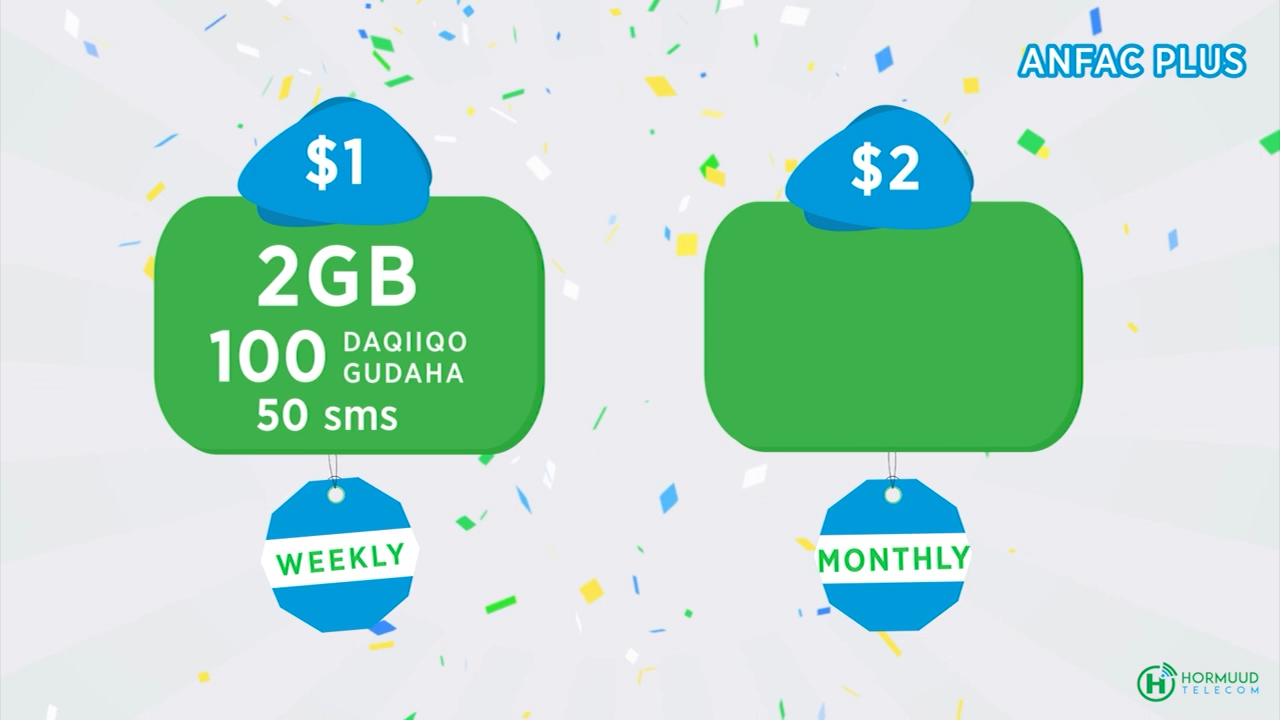 ANFAC PLUS
$1
2GB
100 DAQIIQO
GUDAHA
50 sms
WEEKLY
$2
MONTHLY
HORMUUD
TELECOM